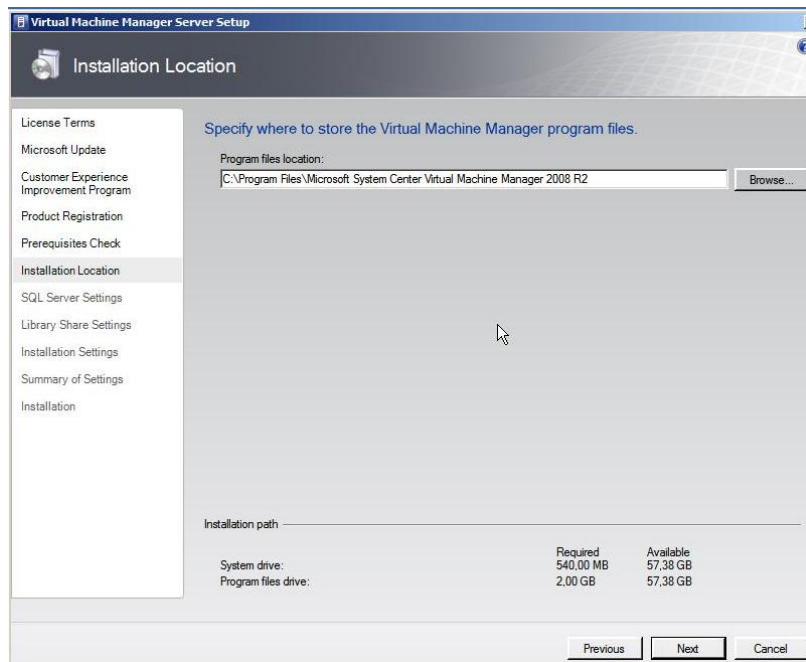 Virtual Machine Manager Server Setup
Installation Location
License Terms
Microsoft Update
Customer Experience
Improvement Program
Product Registration
Prerequisites Check
Installation Location
SQL Server Settings
Library Share Settings
Installation Settings
Summary of Settings
Installation
Specify where to store the Virtual Machine Manager program files.
Program files location:
C:\Program Files\Microsoft System Center Virtual Machine Manager 2008 R2
Browse...
Installation path
Required Available
System drive: 540,00 MB 57,38 GB
Program files drive: 2,00 GB 57,38 GB
Previous Next Cancel